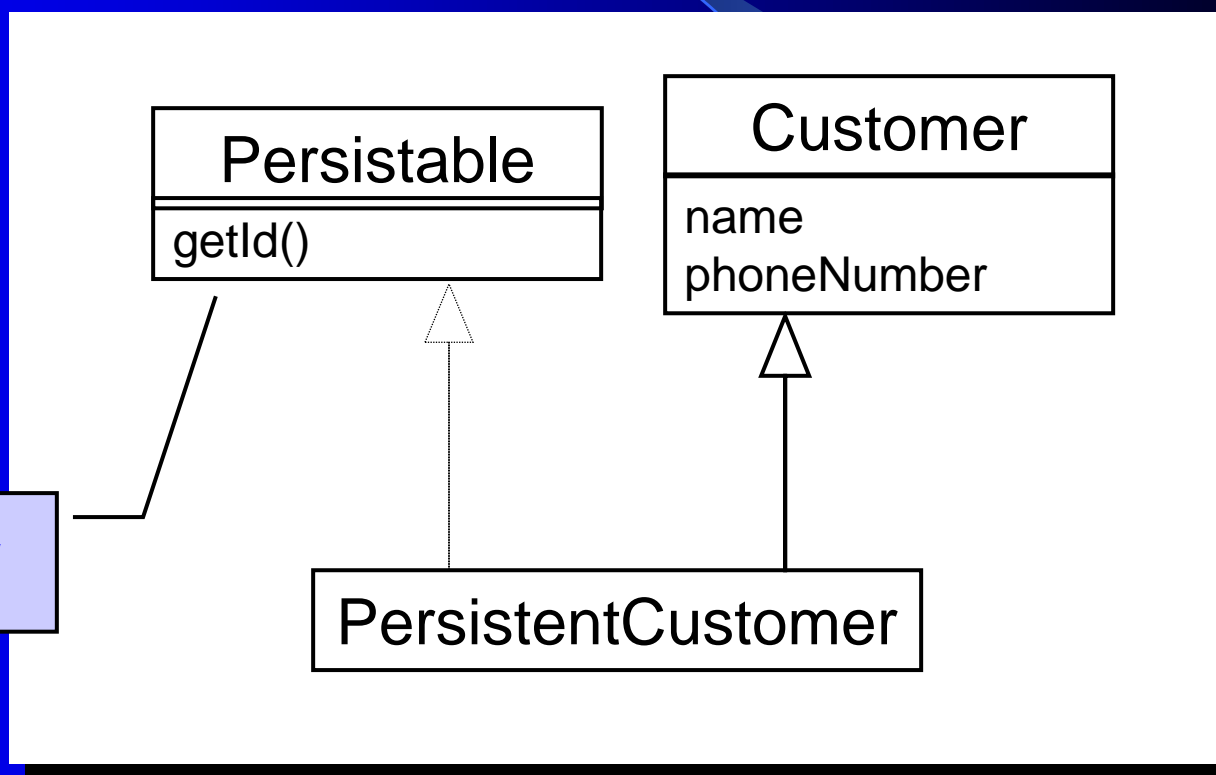 Persistable
getId()
Customer
name
phoneNumber
PersistentCustomer